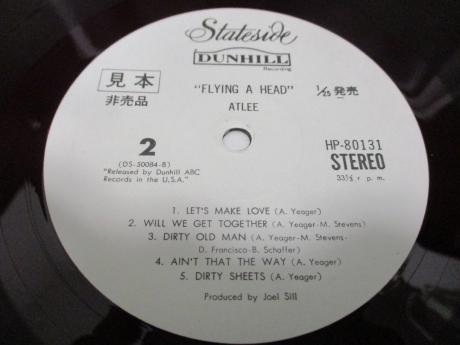 Stateside
DUNHILL
Recording
見本
非売品
"FLYING A HEAD"
ATLEE
1/25 発売
2
(DS-50084-B)
"Released by Dunhill ABC
Records in the U.S.A."
HP-80131
STEREO
33⅓ r. p. m.
1. LET'S MAKE LOVE (A. Yeager)
2. WILL WE GET TOGETHER (A. Yeager-M. Stevens)
3. DIRTY OLD MAN (A. Yeager-M. Stevens-
D. Francisco-B. Schaffer)
4. AIN'T THAT THE WAY (A. Yeager)
5. DIRTY SHEETS (A. Yeager)
Produced by Joel Sill